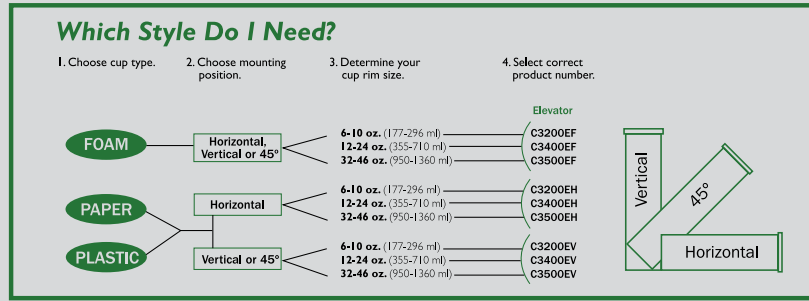 Which Style Do I Need?
1. Choose cup type.
2. Choose mounting
position.
3. Determine your
cup rim size.
4. Select correct
product number.
Elevator
FOAM
Horizontal,
Vertical or 45º
6-10 oz. (177-296 ml) C3200EF
12-24 oz. (355-710 ml) C3400EF
32-46 oz. (950-1360 ml) C3500EF
PAPER
PLASTIC
Horizontal
6-10 oz. (177-296 ml) C3200EH
12-24 oz. (355-710 ml) C3400EH
32-46 oz. (950-1360 ml) C3500EH
Vertical or 45º
6-10 oz. (177-296 ml) C3200EV
12-24 oz. (355-710 ml) C3400EV
32-46 oz. (950-1360 ml) C3500EV
Vertical
45º
Horizontal